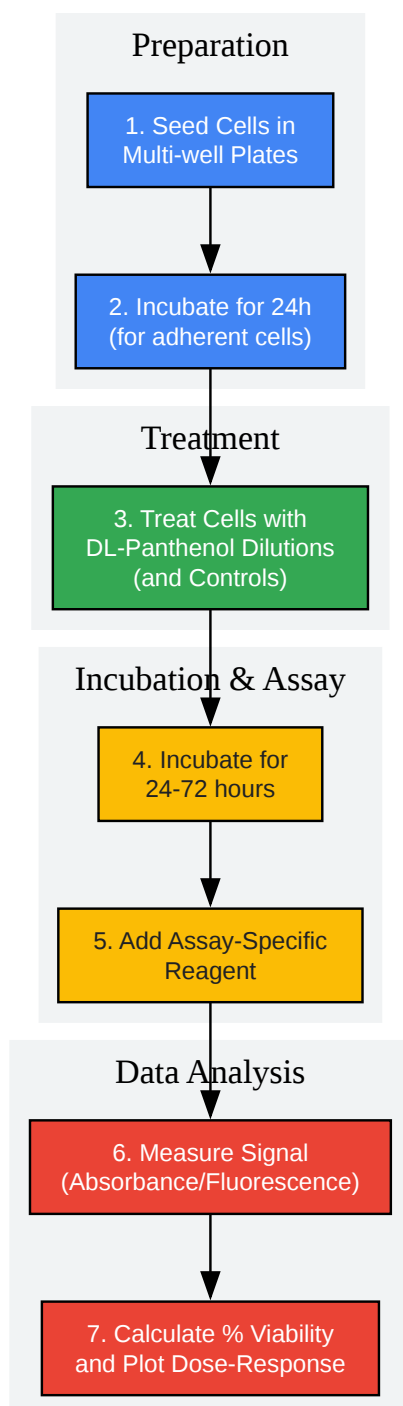 Preparation
1. Seed Cells in
Multi-well Plates
2. Incubate for 24h
(for adherent cells)
Treatment
3. Treat Cells with
DL-Panthenol Dilutions
(and Controls)
Incubation & Assay
4. Incubate for
24-72 hours
5. Add Assay-Specific
Reagent
Data Analysis
6. Measure Signal
(Absorbance/Fluorescence)
7. Calculate % Viability
and Plot Dose-Response